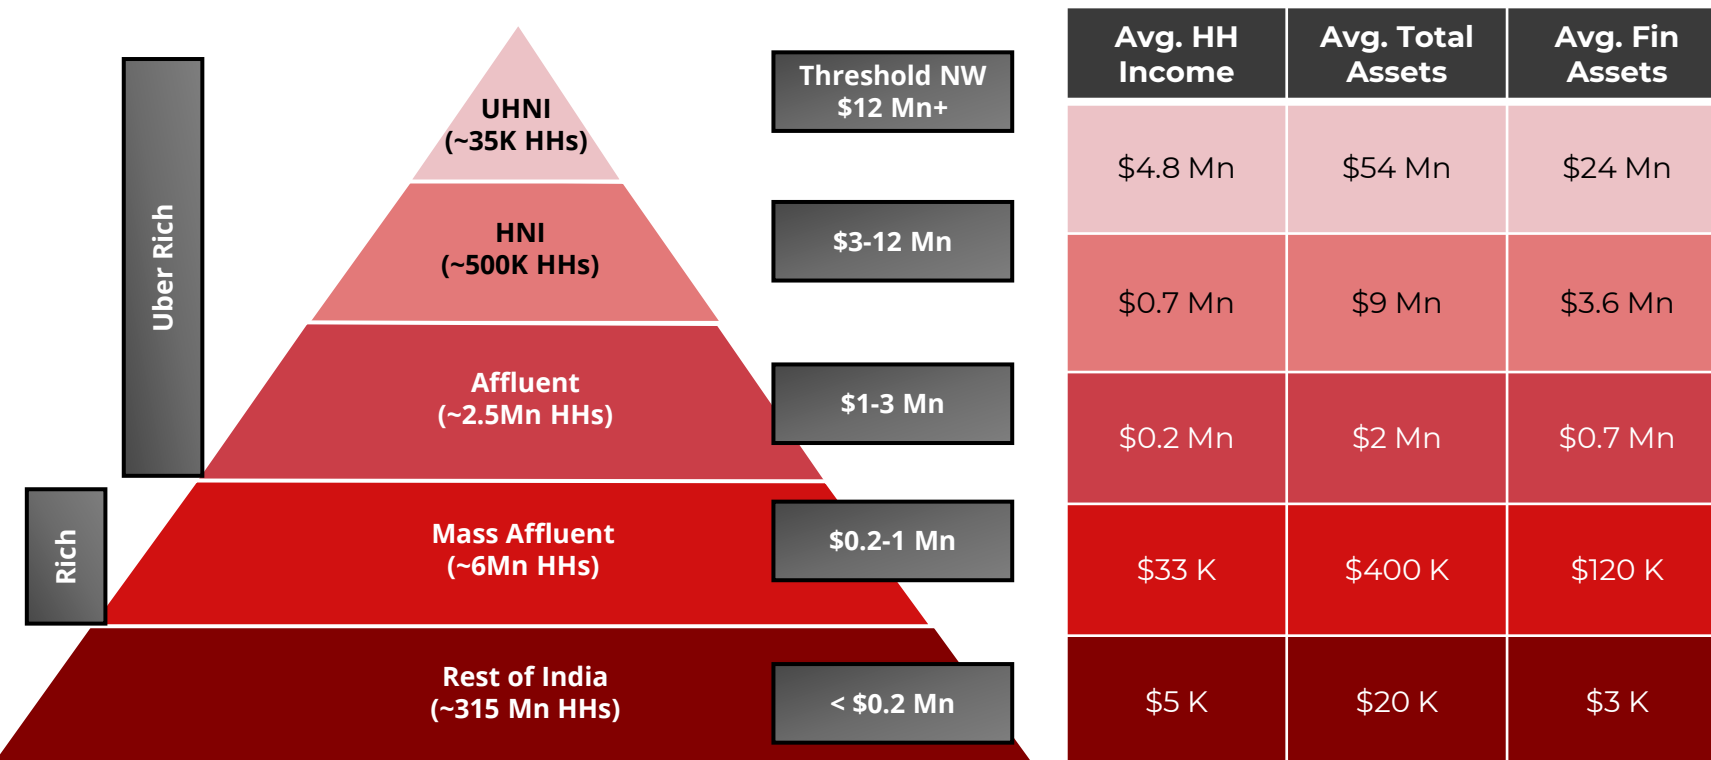 Uber Rich
Rich
UHNI
(~35K HHs)
HNI
(~500K HHs)
Affluent
(~2.5Mn HHs)
Mass Affluent
(~6Mn HHs)
Rest of India
(~315 Mn HHs)
Threshold NW
$12 Mn+
$3-12 Mn
$1-3 Mn
$0.2-1 Mn
< $0.2 Mn
Avg. HH
Income
Avg. Total
Assets
Avg. Fin
Assets
$4.8 Mn
$54 Mn
$24 Mn
$0.7 Mn
$9 Mn
$3.6 Mn
$0.2 Mn
$2 Mn
$0.7 Mn
$33 K
$400 K
$120 K
$5 K
$20 K
$3 K